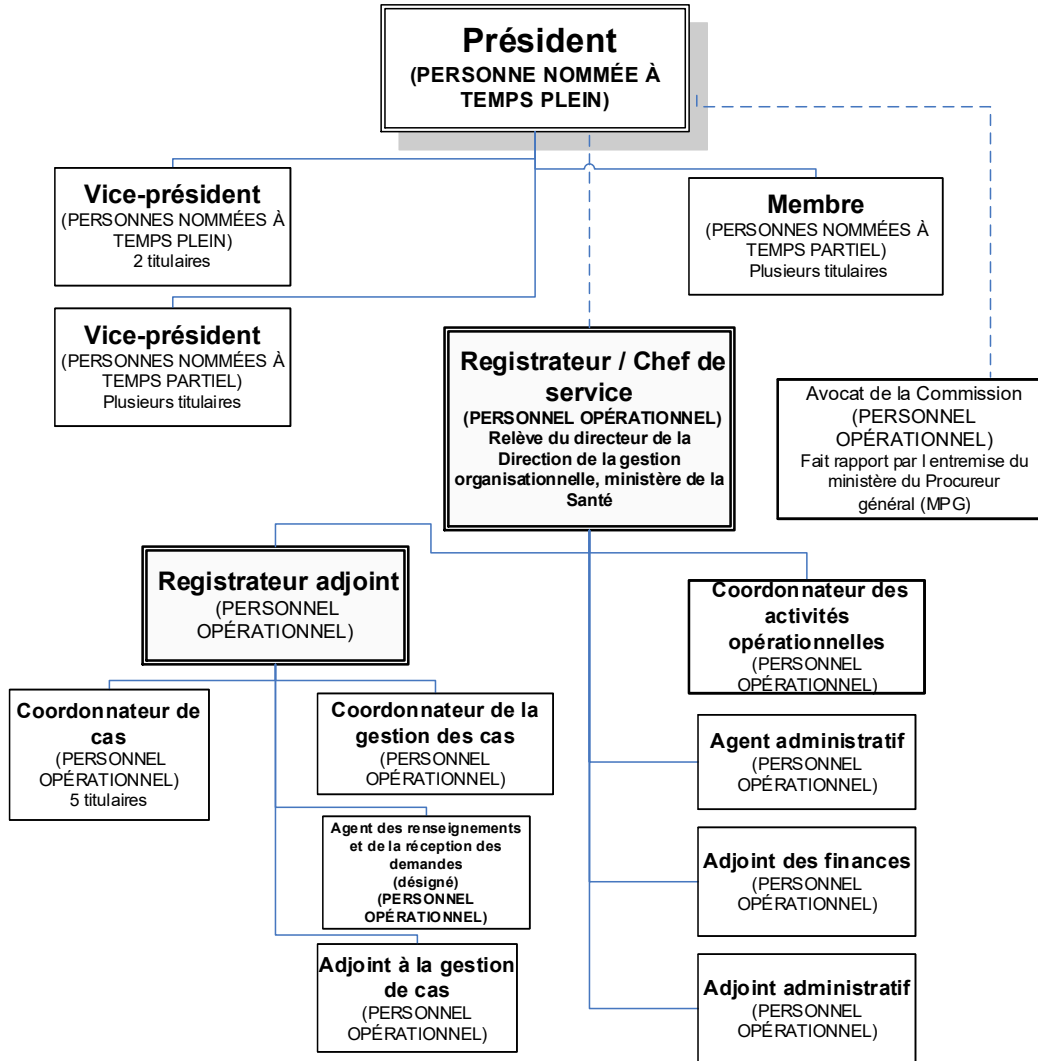 Président
(PERSONNE NOMMÉE À
TEMPS PLEIN)
Vice-président
(PERSONNES NOMMÉES À
TEMPS PLEIN)
2 titulaires
Membre
(PERSONNES NOMMÉES À
TEMPS PARTIEL)
Plusieurs titulaires
Vice-président
(PERSONNES NOMMÉES À
TEMPS PARTIEL)
Plusieurs titulaires
Registrateur / Chef de
service
(PERSONNEL OPÉRATIONNEL)
Relève du directeur de la
Direction de la gestion
organisationnelle, ministère de la
Santé
Avocat de la Commission
(PERSONNEL
OPÉRATIONNEL)
Fait rapport par l entremise du
ministère du Procureur
général (MPG)
Registrateur adjoint
(PERSONNEL
OPÉRATIONNEL)
Coordonnateur des
activités
opérationnelles
(PERSONNEL
OPÉRATIONNEL)
Coordonnateur de
cas
(PERSONNEL
OPÉRATIONNEL)
5 titulaires
Coordonnateur de la
gestion des cas
(PERSONNEL
OPÉRATIONNEL)
Agent administratif
(PERSONNEL
OPÉRATIONNEL)
Agent des renseignements
et de la réception des
demandes
(désigné)
(PERSONNEL
OPÉRATIONNEL)
Adjoint des finances
(PERSONNEL
OPÉRATIONNEL)
Adjoint à la gestion
de cas
(PERSONNEL
OPÉRATIONNEL)
Adjoint administratif
(PERSONNEL
OPÉRATIONNEL)